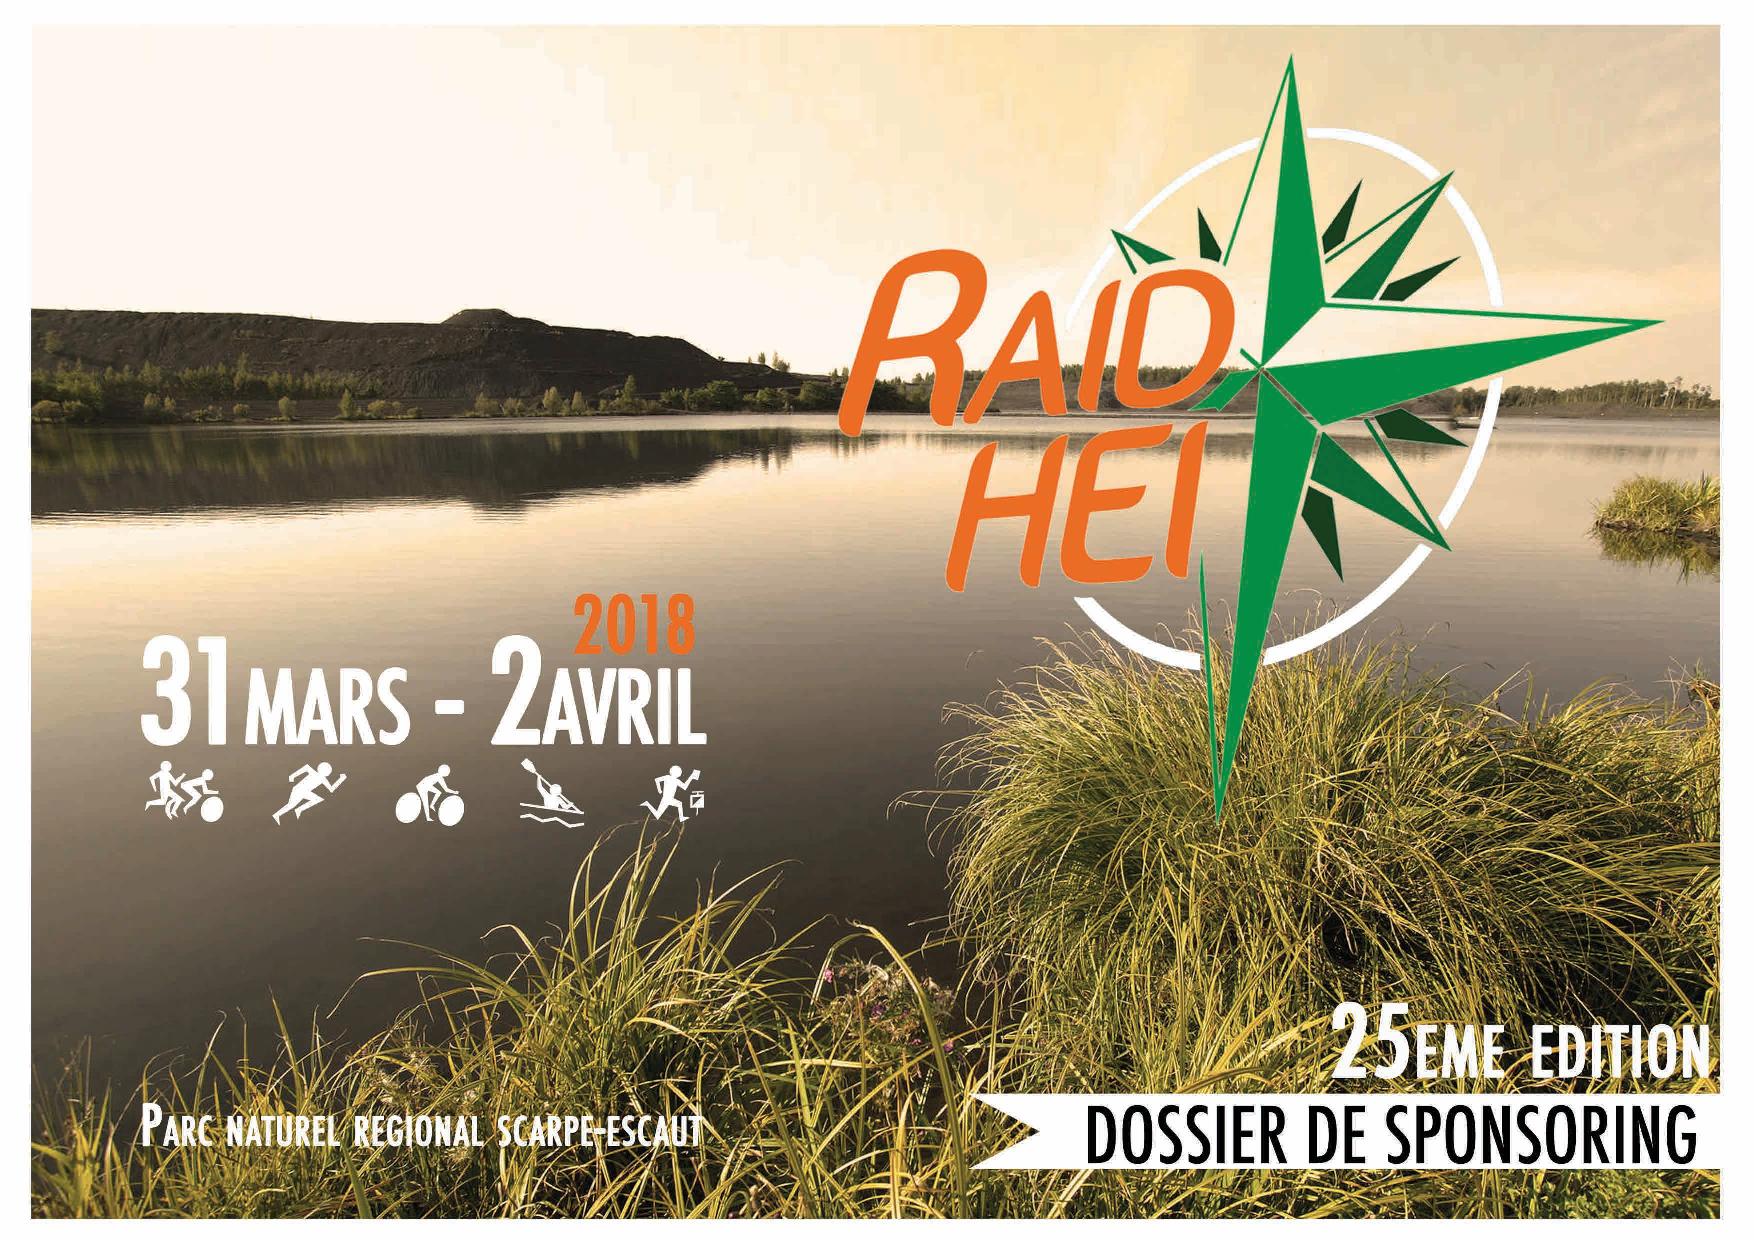 RAID
HEI
2018
31 MARS - 2 AVRIL
PARC NATUREL REGIONAL SCARPE-ESCAUT
25EME EDITION
DOSSIER DE SPONSORING